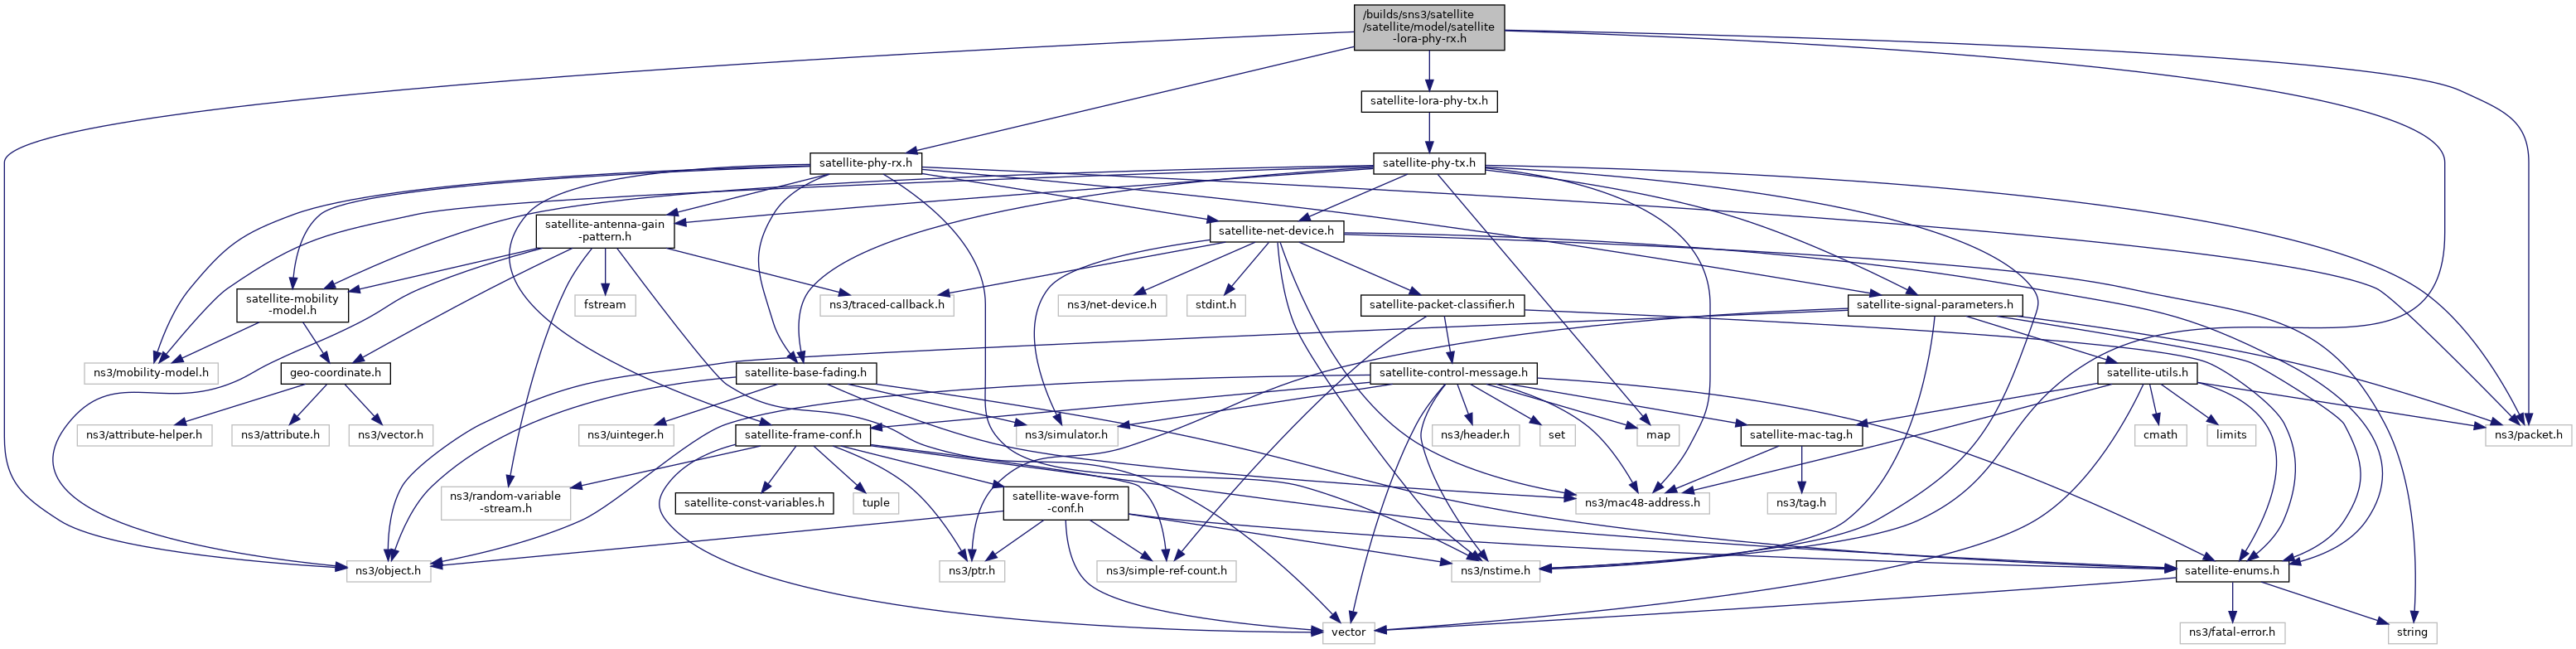 /builds/sns3/satellite
/satellite/model/satellite
-lora-phy-rx.h
satellite-lora-phy-tx.h
satellite-phy-rx.h
satellite-phy-tx.h
satellite-antenna-gain
-pattern.h
satellite-net-device.h
satellite-mobility
-model.h
fstream
ns3/traced-callback.h
ns3/net-device.h
stdint.h
satellite-packet-classifier.h
satellite-signal-parameters.h
ns3/mobility-model.h
geo-coordinate.h
satellite-base-fading.h
satellite-control-message.h
satellite-utils.h
ns3/attribute-helper.h
ns3/attribute.h
ns3/vector.h
ns3/uinteger.h
satellite-frame-conf.h
ns3/simulator.h
ns3/header.h
set
map
satellite-mac-tag.h
cmath
limits
ns3/packet.h
ns3/random-variable
-stream.h
satellite-const-variables.h
tuple
satellite-wave-form
-conf.h
ns3/mac48-address.h
ns3/tag.h
ns3/object.h
ns3/ptr.h
ns3/simple-ref-count.h
ns3/nstime.h
satellite-enums.h
vector
ns3/fatal-error.h
string